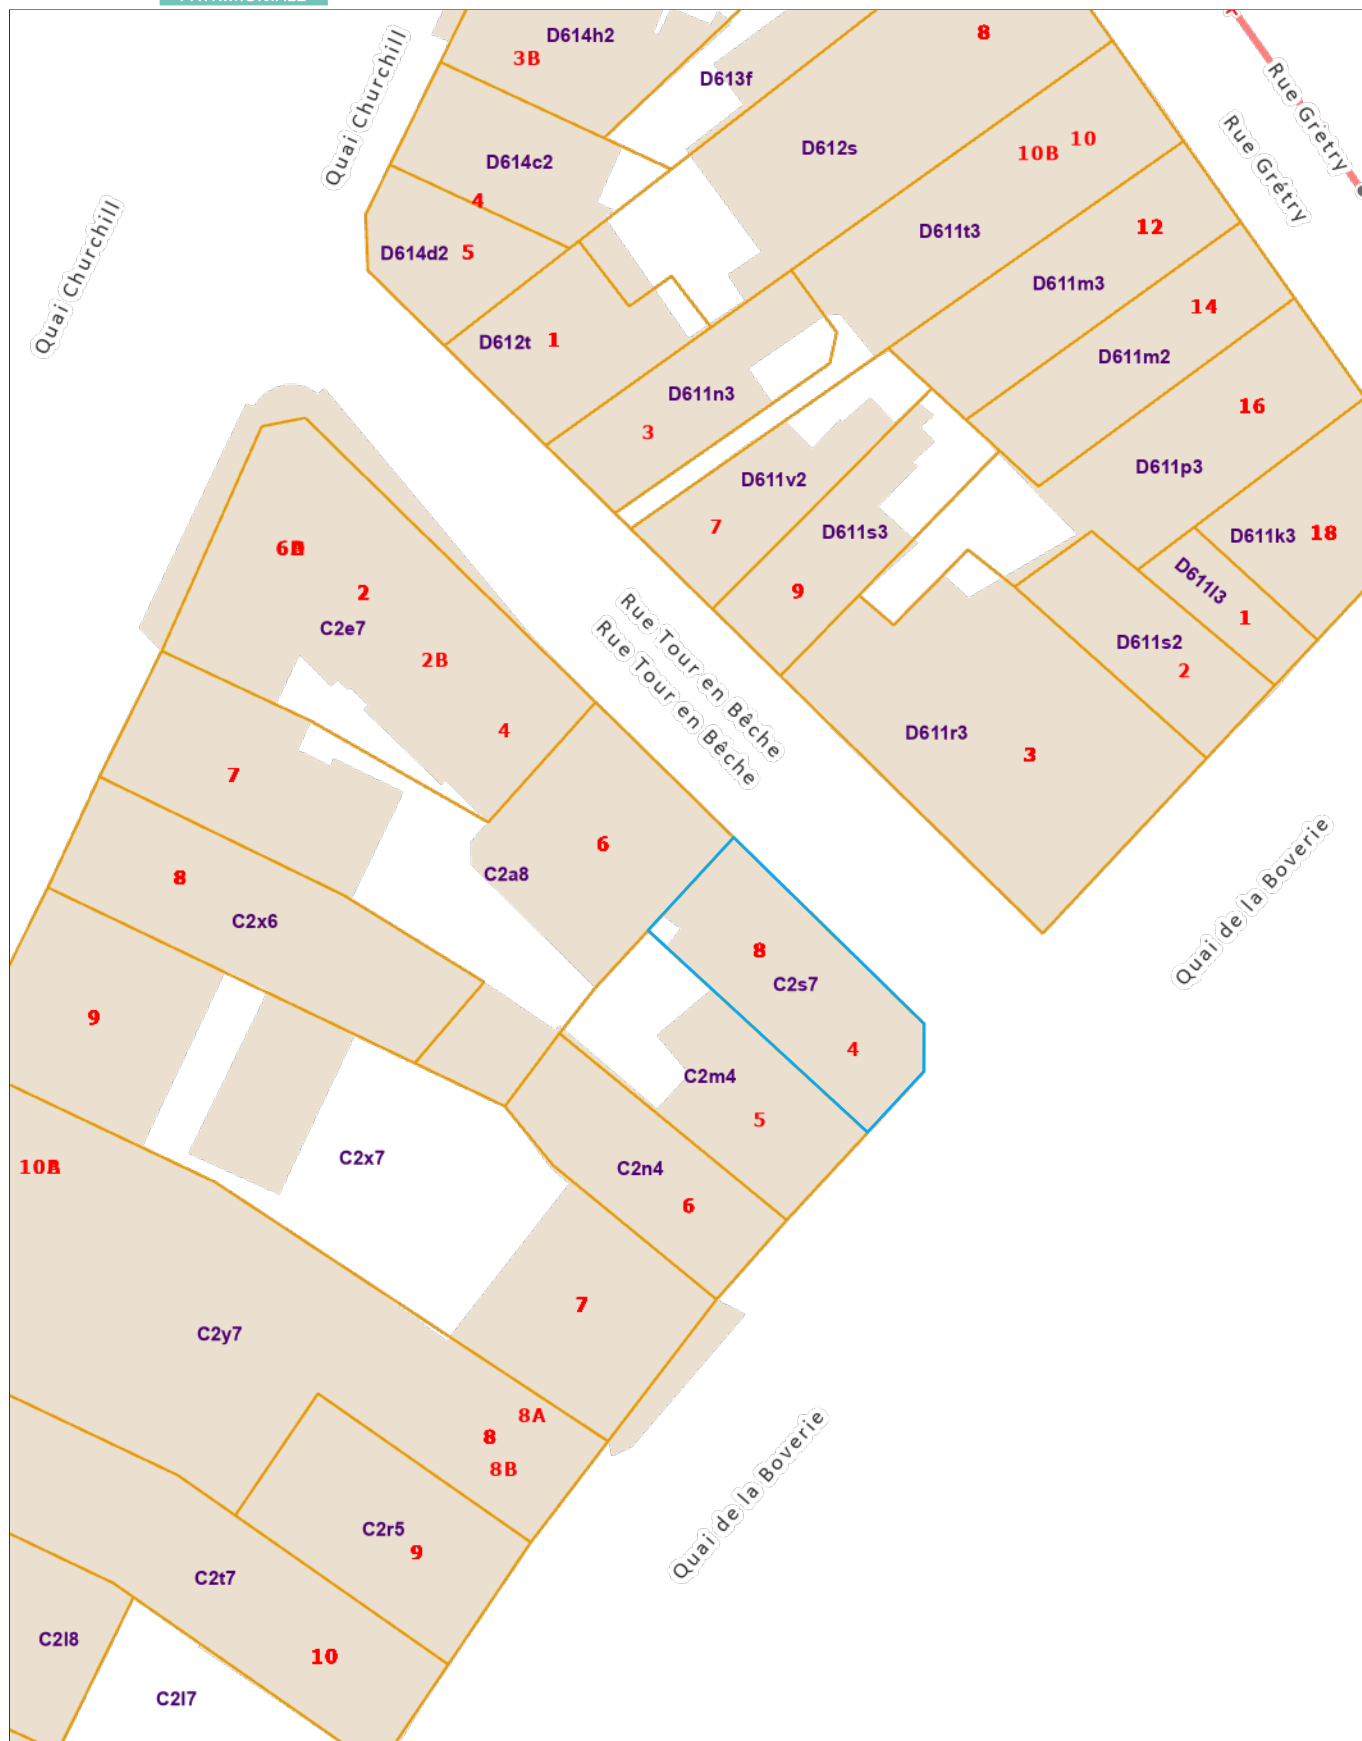 Quai Churchill
D614h2
3B
8
D613f
Rue Grétry
Rue Grétry
D614c2
D612s
10B
10
4
D614d2
5
D611t3
12
Quai Churchill
D611m3
14
D612t
1
D611m2
D611n3
3
16
D611p3
D611v2
7
D611s3
D611k3
18
6
2
C2e7
9
D611l3
1
2B
Rue Tour en Bêche
Rue Tour en Bêche
D611s2
2
4
D611r3
3
7
6
C2a8
8
C2x6
Quai de la Boverie
8
C2s7
9
4
C2m4
5
C2x7
10
C2n4
6
7
C2y7
8A
8
8B
Quai de la Boverie
C2r5
9
C2t7
C2l8
10
C2l7